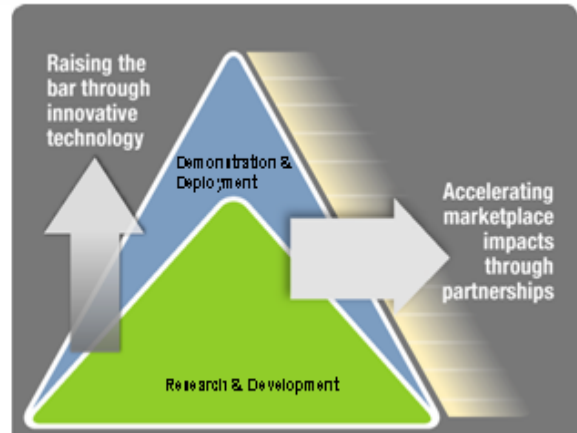 Raising the
bar through
innovative
technology
Demonstration &
Deployment
Accelerating
marketplace
impacts
through
partnerships
Research & Development